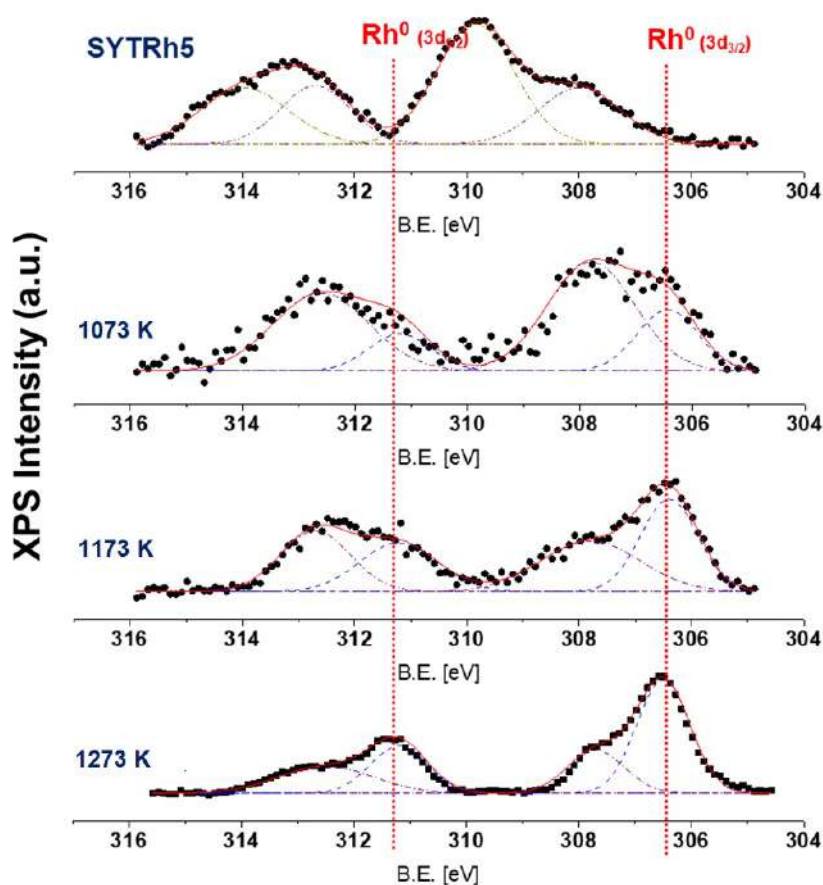 XPS Intensity (a.u.)
SYTRh5
Rh⁰ (3d5/2)
Rh⁰ (3d3/2)
316 314 312 310 308 306 304
B.E. [eV]
1073 K
316 314 312 310 308 306 304
B.E. [eV]
1173 K
316 314 312 310 308 306 304
B.E. [eV]
1273 K
316 314 312 310 308 306 304
B.E. [eV]